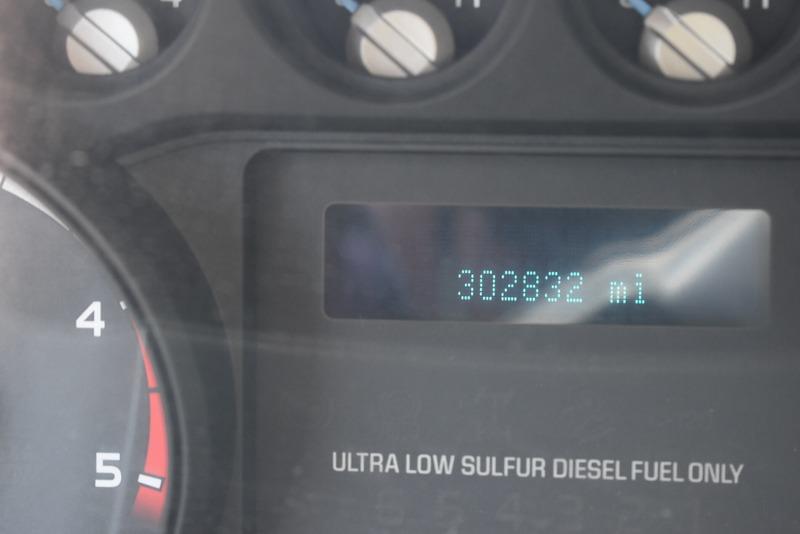 302832 mi
4
5
ULTRA LOW SULFUR DIESEL FUEL ONLY